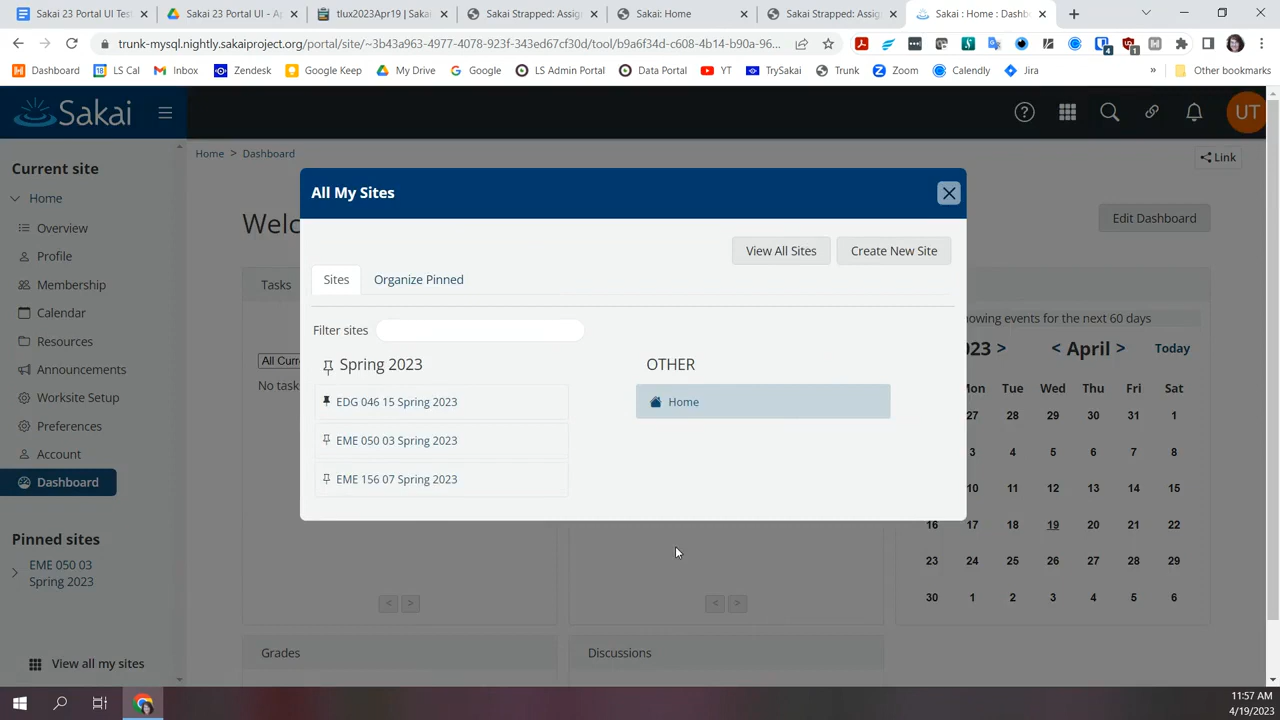 Sakai 23 Portal UI Test
Sakai 23 Portal UI - Ap
tlux2023Apr19 | Sakai
Sakai Strapped: Assign
Sakai: Home
Sakai Strapped: Assign
Sakai : Home : Dashb
trunk-mysql.nightly.sakaiproject.org/portal/site/~3b43a963-2977-4078-923f-343ed67cf30d/tool/b9a6f34d-c608-4b14-b90a-96...
Dashboard
LS Cal
Inbox
Zendesk
Google Keep
My Drive
Google
LS Admin Portal
Data Portal
YT
TrySakai
Trunk
Zoom
Calendly
Jira
»
Other bookmarks
Sakai
UT
Home > Dashboard
Link
Current site
Home
Overview
Profile
Membership
Calendar
Resources
Announcements
Worksite Setup
Preferences
Account
Dashboard
Pinned sites
EME 050 03
Spring 2023
View all my sites
Welc
Edit Dashboard
Tasks
All Curr
No task
All My Sites
View All Sites
Create New Site
Sites
Organize Pinned
Filter sites
Spring 2023
EDG 046 15 Spring 2023
EME 050 03 Spring 2023
EME 156 07 Spring 2023
OTHER
Home
owing events for the next 60 days
023 > < April > Today
Mon Tue Wed Thu Fri Sat
27 28 29 30 31 1
3 4 5 6 7 8
10 11 12 13 14 15
16 17 18 19 20 21 22
23 24 25 26 27 28 29
30 1 2 3 4 5 6
< >
< >
Grades
Discussions
11:57 AM
4/19/2023